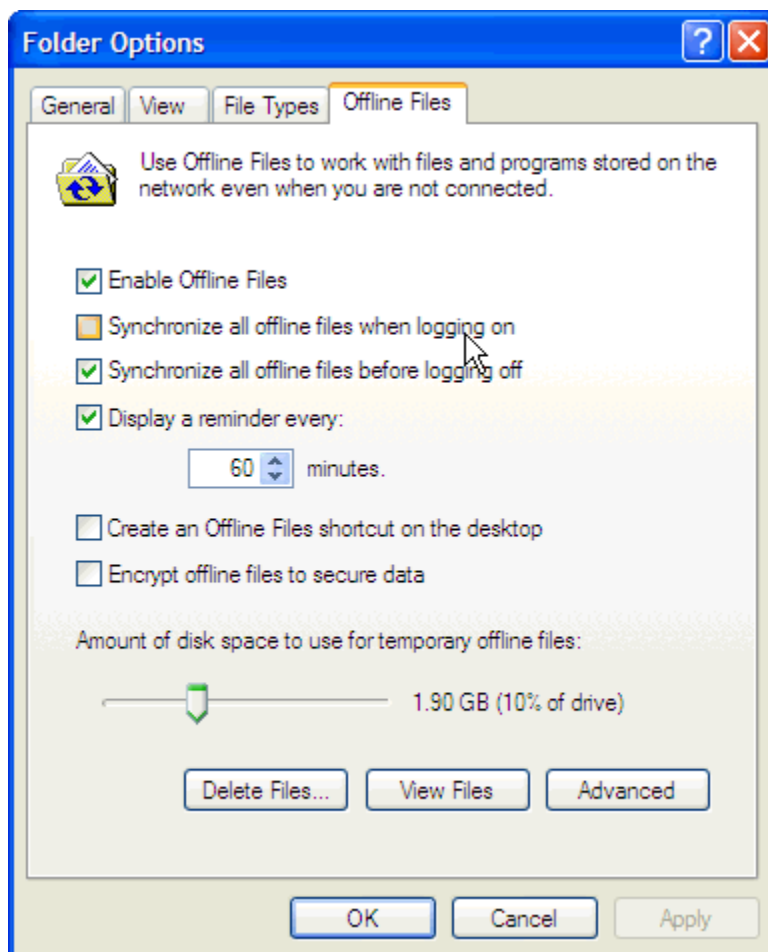 Folder Options
General View File Types Offline Files
Use Offline Files to work with files and programs stored on the
network even when you are not connected.
Enable Offline Files
Synchronize all offline files when logging on
Synchronize all offline files before logging off
Display a reminder every:
60 minutes.
Create an Offline Files shortcut on the desktop
Encrypt offline files to secure data
Amount of disk space to use for temporary offline files:
1.90 GB (10% of drive)
Delete Files... View Files Advanced
OK Cancel Apply